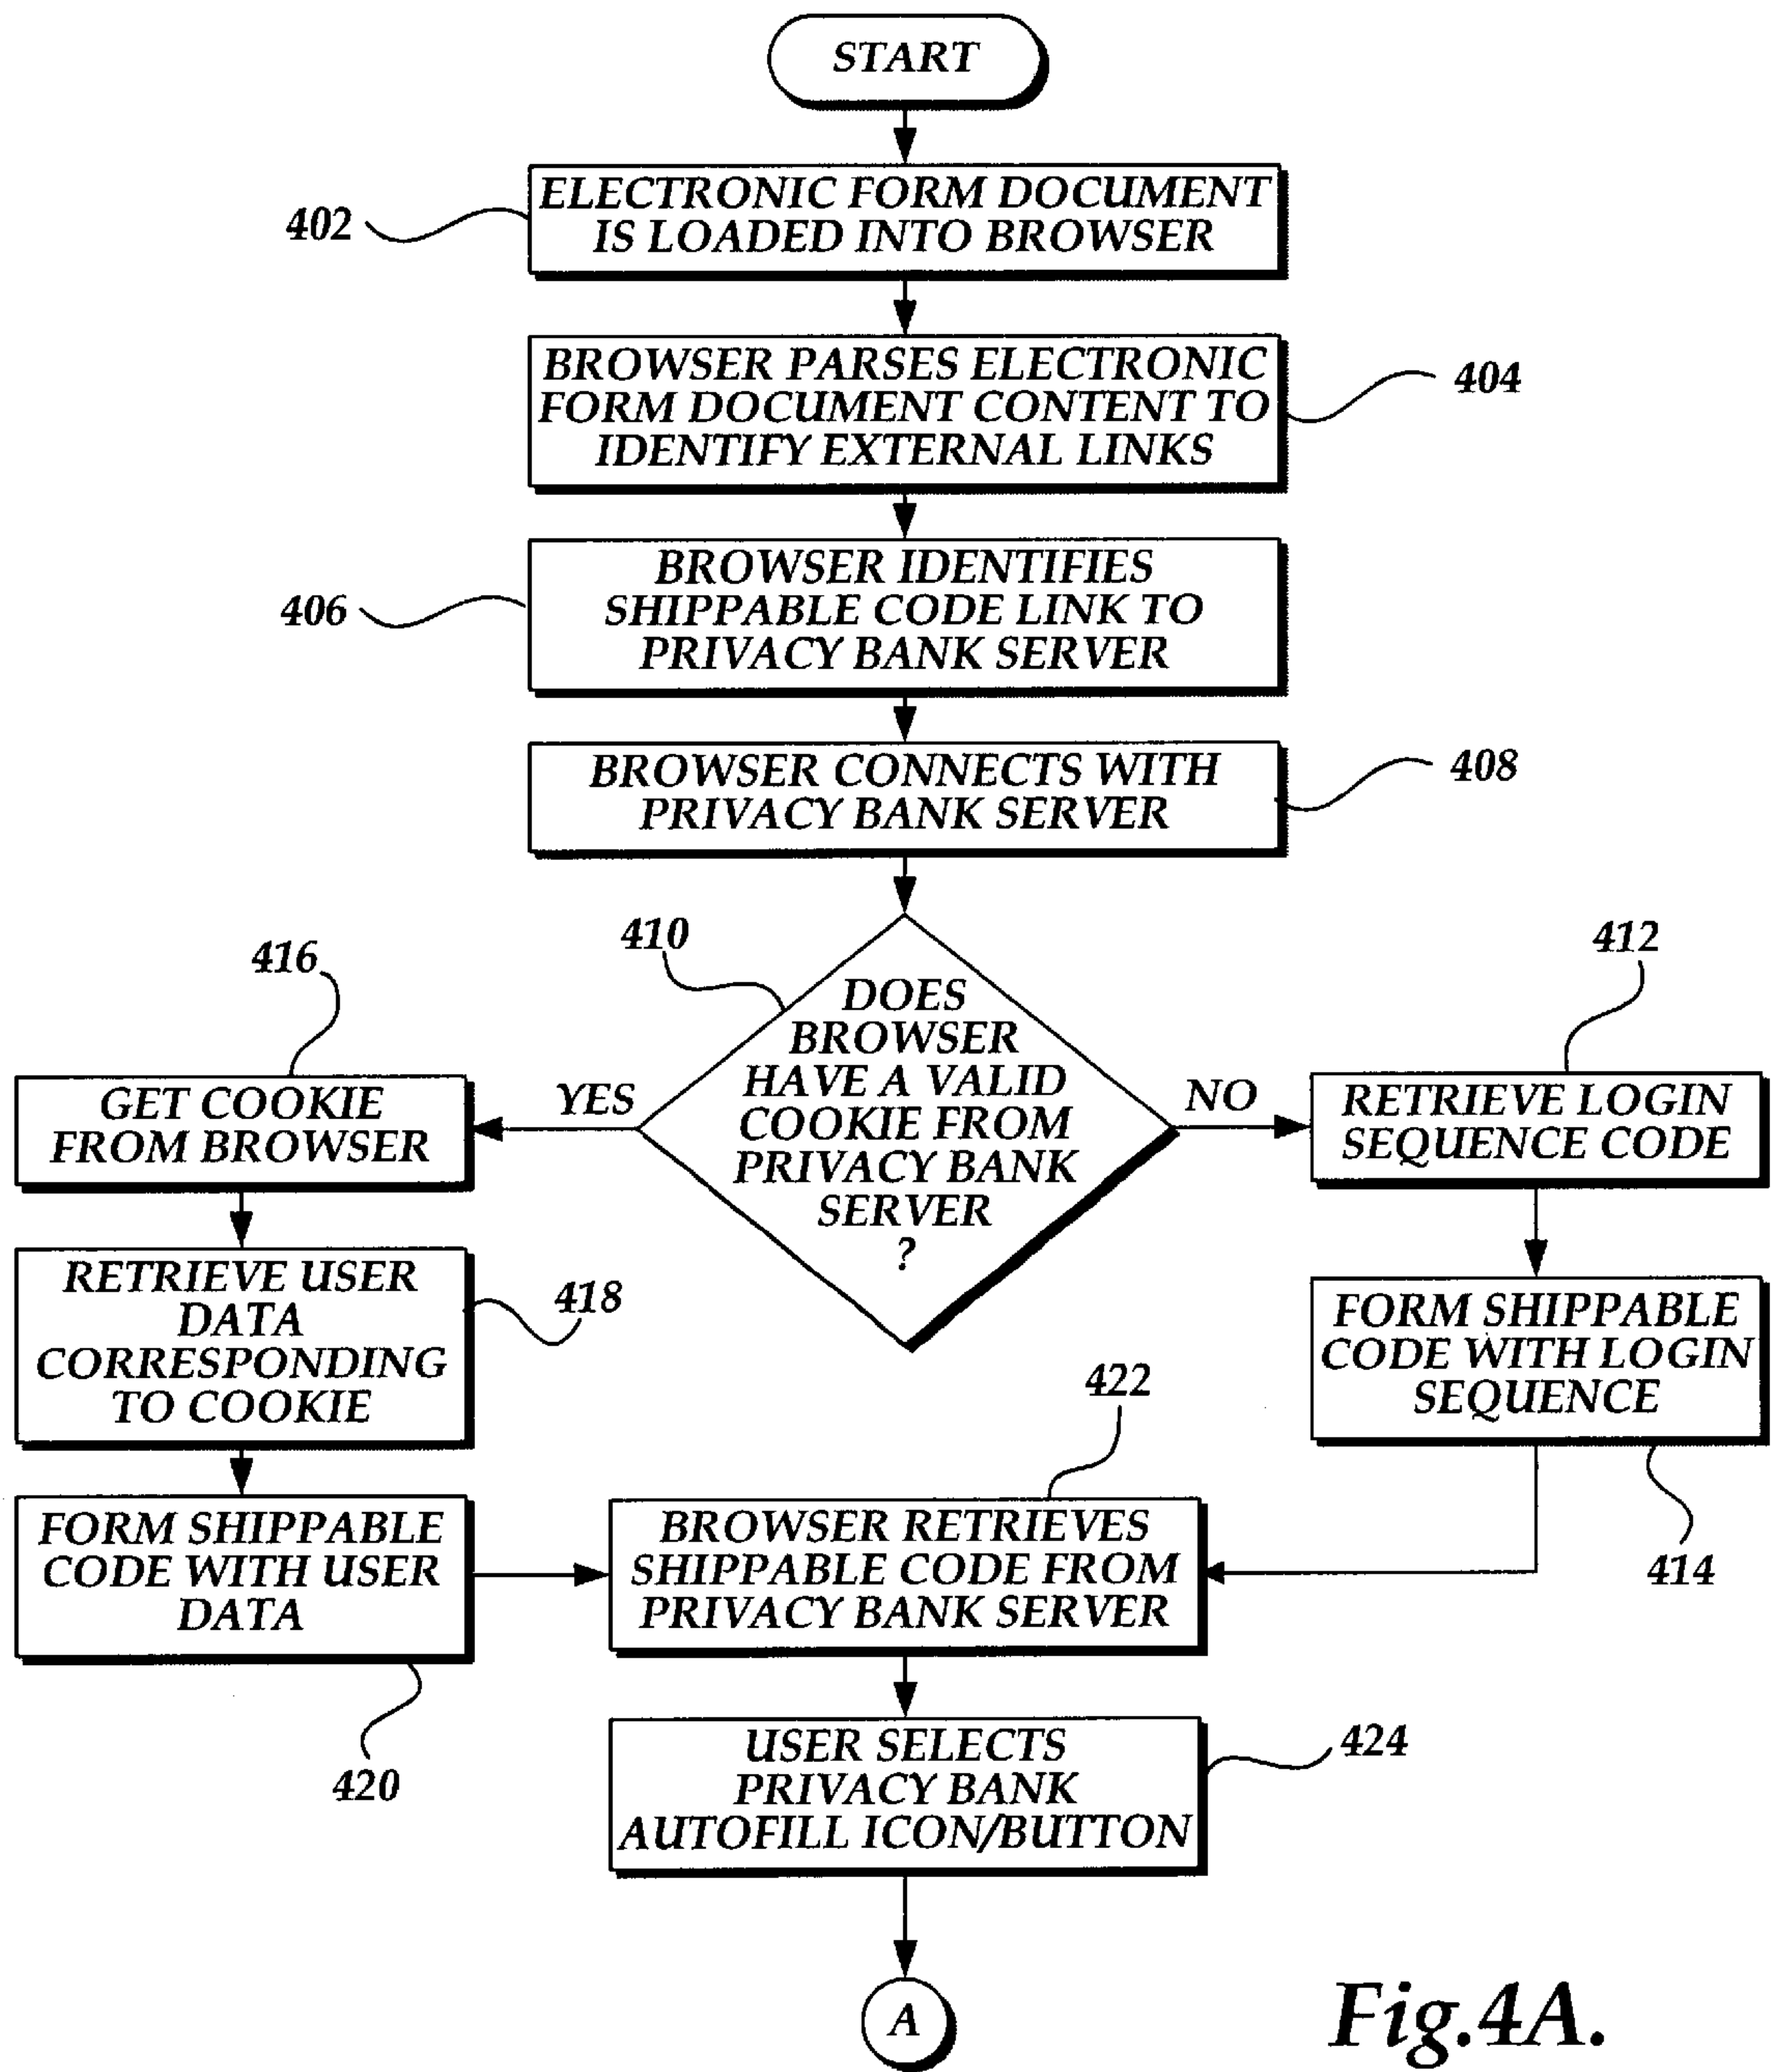 START
ELECTRONIC FORM DOCUMENT
IS LOADED INTO BROWSER
402
BROWSER PARSES ELECTRONIC
FORM DOCUMENT CONTENT TO
IDENTIFY EXTERNAL LINKS
404
BROWSER IDENTIFIES
SHIPPABLE CODE LINK TO
PRIVACY BANK SERVER
406
BROWSER CONNECTS WITH
PRIVACY BANK SERVER
408
410
DOES
BROWSER
HAVE A VALID
COOKIE FROM
PRIVACY BANK
SERVER
?
YES
NO
416
GET COOKIE
FROM BROWSER
412
RETRIEVE LOGIN
SEQUENCE CODE
RETRIEVE USER
DATA
CORRESPONDING
TO COOKIE
418
FORM SHIPPABLE
CODE WITH LOGIN
SEQUENCE
414
FORM SHIPPABLE
CODE WITH USER
DATA
420
422
BROWSER RETRIEVES
SHIPPABLE CODE FROM
PRIVACY BANK SERVER
USER SELECTS
PRIVACY BANK
AUTOFILL ICON/BUTTON
424
A
Fig.4A.